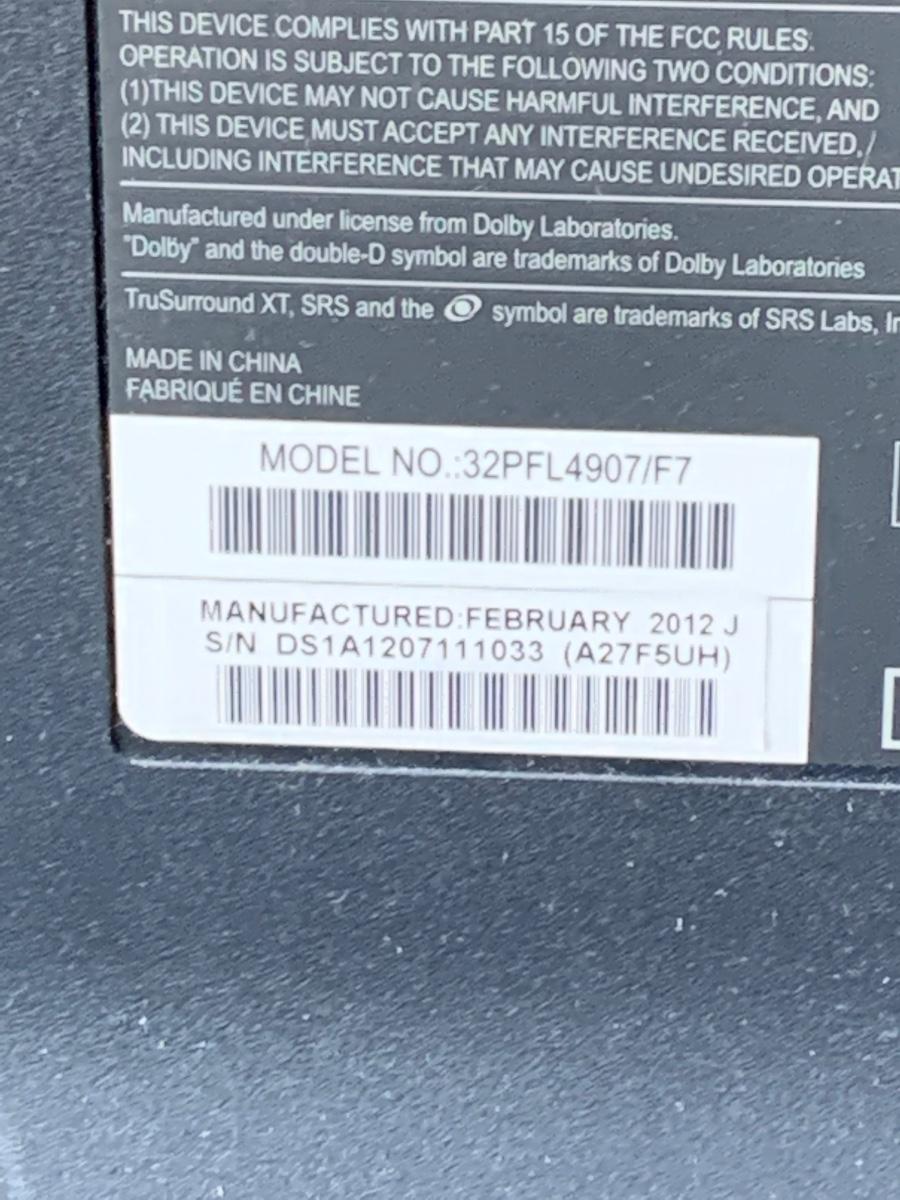 THIS DEVICE COMPLIES WITH PART 15 OF THE FCC RULES.
OPERATION IS SUBJECT TO THE FOLLOWING TWO CONDITIONS:
(1)THIS DEVICE MAY NOT CAUSE HARMFUL INTERFERENCE, AND
(2) THIS DEVICE MUST ACCEPT ANY INTERFERENCE RECEIVED,
INCLUDING INTERFERENCE THAT MAY CAUSE UNDESIRED OPERAT
Manufactured under license from Dolby Laboratories.
"Dolby" and the double-D symbol are trademarks of Dolby Laboratories
TruSurround XT, SRS and the symbol are trademarks of SRS Labs, In
MADE IN CHINA
FABRIQUÉ EN CHINE
MODEL NO.:32PFL4907/F7
MANUFACTURED:FEBRUARY 2012 J
S/N DS1A1207111033 (A27F5UH)